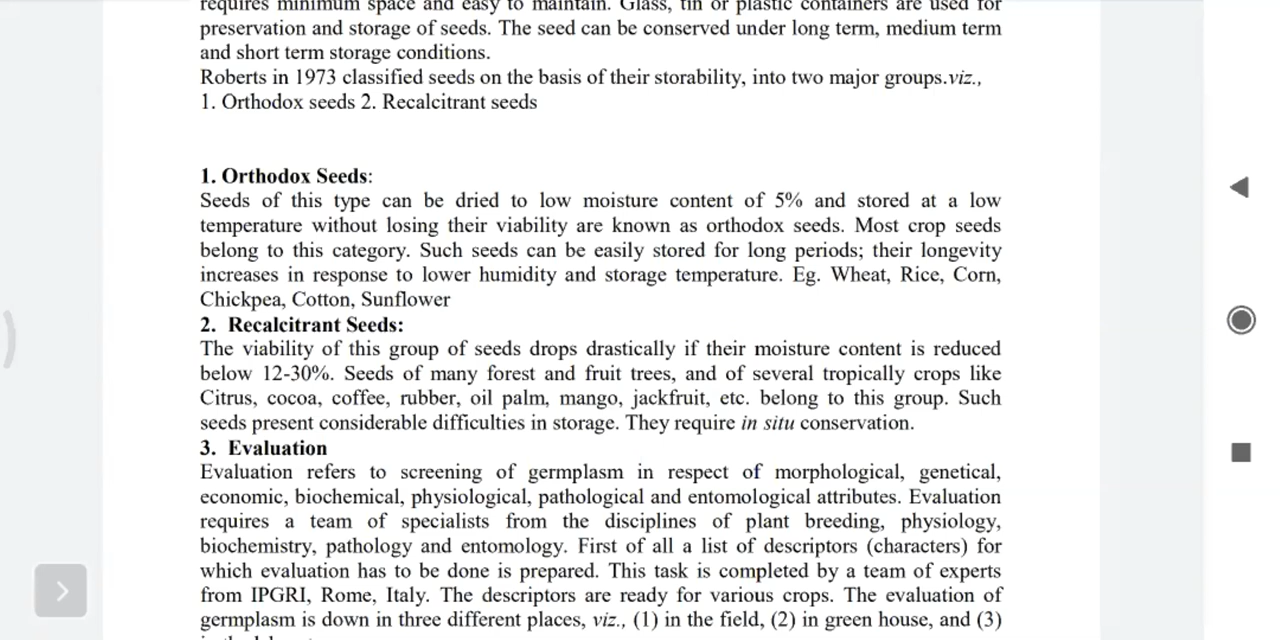 requires minimum space and easy to maintain. Glass, tin or plastic containers are used for
preservation and storage of seeds. The seed can be conserved under long term, medium term
and short term storage conditions.
Roberts in 1973 classified seeds on the basis of their storability, into two major groups.viz.,
1. Orthodox seeds 2. Recalcitrant seeds
1. Orthodox Seeds:
Seeds of this type can be dried to low moisture content of 5% and stored at a low
temperature without losing their viability are known as orthodox seeds. Most crop seeds
belong to this category. Such seeds can be easily stored for long periods; their longevity
increases in response to lower humidity and storage temperature. Eg. Wheat, Rice, Corn,
Chickpea, Cotton, Sunflower
2. Recalcitrant Seeds:
The viability of this group of seeds drops drastically if their moisture content is reduced
below 12-30%. Seeds of many forest and fruit trees, and of several tropically crops like
Citrus, cocoa, coffee, rubber, oil palm, mango, jackfruit, etc. belong to this group. Such
seeds present considerable difficulties in storage. They require in situ conservation.
3. Evaluation
Evaluation refers to screening of germplasm in respect of morphological, genetical,
economic, biochemical, physiological, pathological and entomological attributes. Evaluation
requires a team of specialists from the disciplines of plant breeding, physiology,
biochemistry, pathology and entomology. First of all a list of descriptors (characters) for
which evaluation has to be done is prepared. This task is completed by a team of experts
from IPGRI, Rome, Italy. The descriptors are ready for various crops. The evaluation of
germplasm is down in three different places, viz., (1) in the field, (2) in green house, and (3)